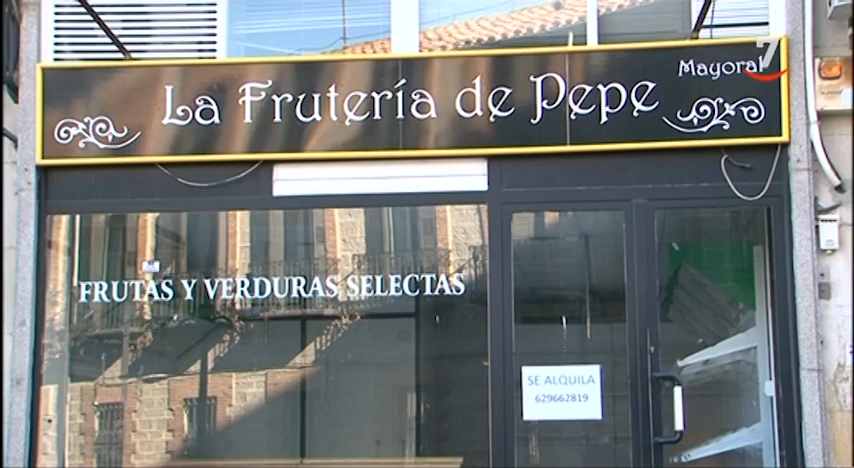 7
La Frutería de Pepe
Mayoral
FRUTAS Y VERDURAS SELECTAS
SE ALQUILA
629662819